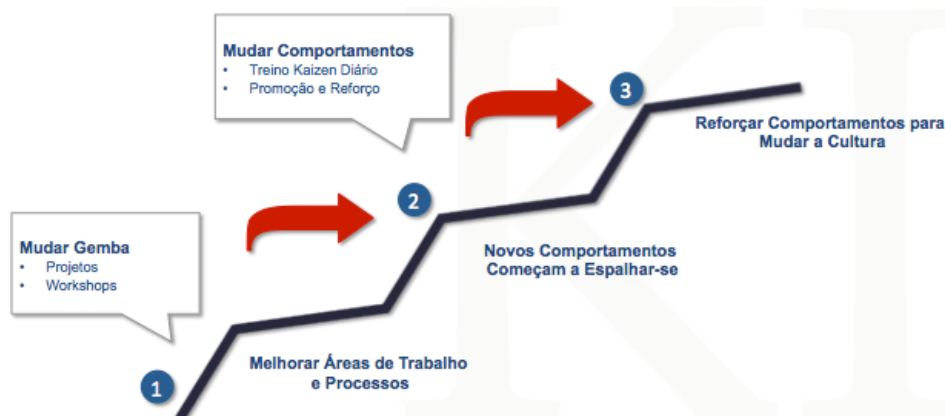 Mudar Comportamentos
• Treino Kaizen Diário
• Promoção e Reforço
3
Reforçar Comportamentos para
Mudar a Cultura
2
Mudar Gemba
• Projetos
• Workshops
Novos Comportamentos
Começam a Espalhar-se
1
Melhorar Áreas de Trabalho
e Processos
KI